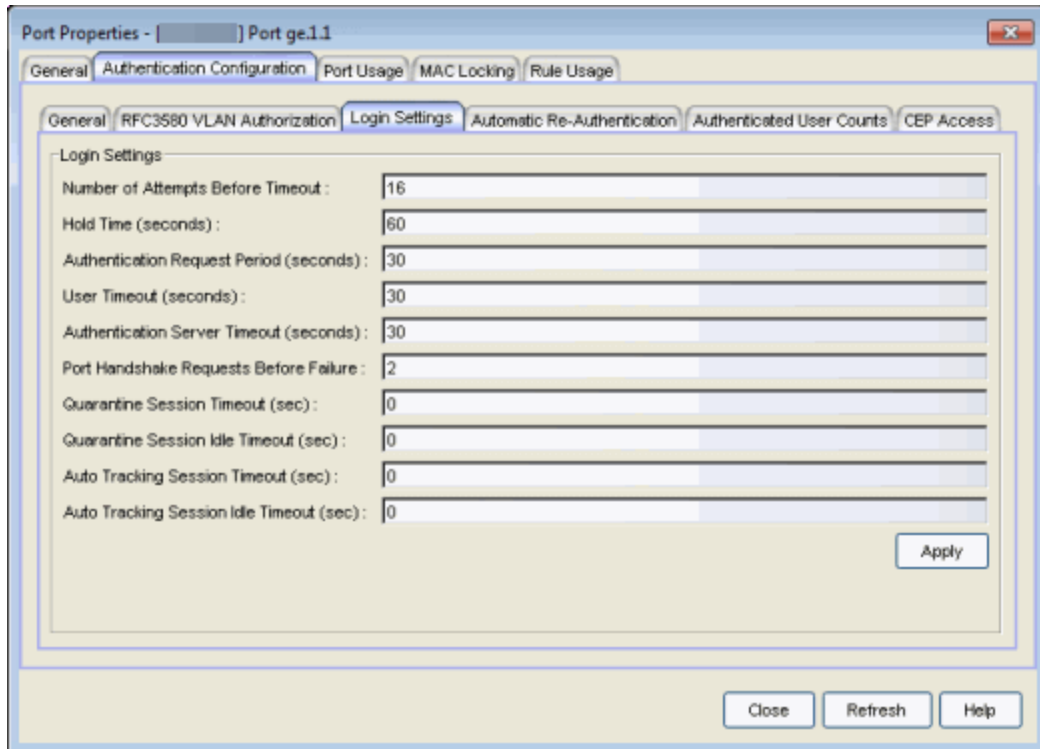 Port Properties - [ ] Port ge.1.1
General Authentication Configuration Port Usage MAC Locking Rule Usage
General RFC3580 VLAN Authorization Login Settings Automatic Re-Authentication Authenticated User Counts CEP Access
Login Settings
Number of Attempts Before Timeout : 16
Hold Time (seconds) : 60
Authentication Request Period (seconds) : 30
User Timeout (seconds) : 30
Authentication Server Timeout (seconds) : 30
Port Handshake Requests Before Failure : 2
Quarantine Session Timeout (sec) : 0
Quarantine Session Idle Timeout (sec) : 0
Auto Tracking Session Timeout (sec) : 0
Auto Tracking Session Idle Timeout (sec) : 0
Apply
Close Refresh Help